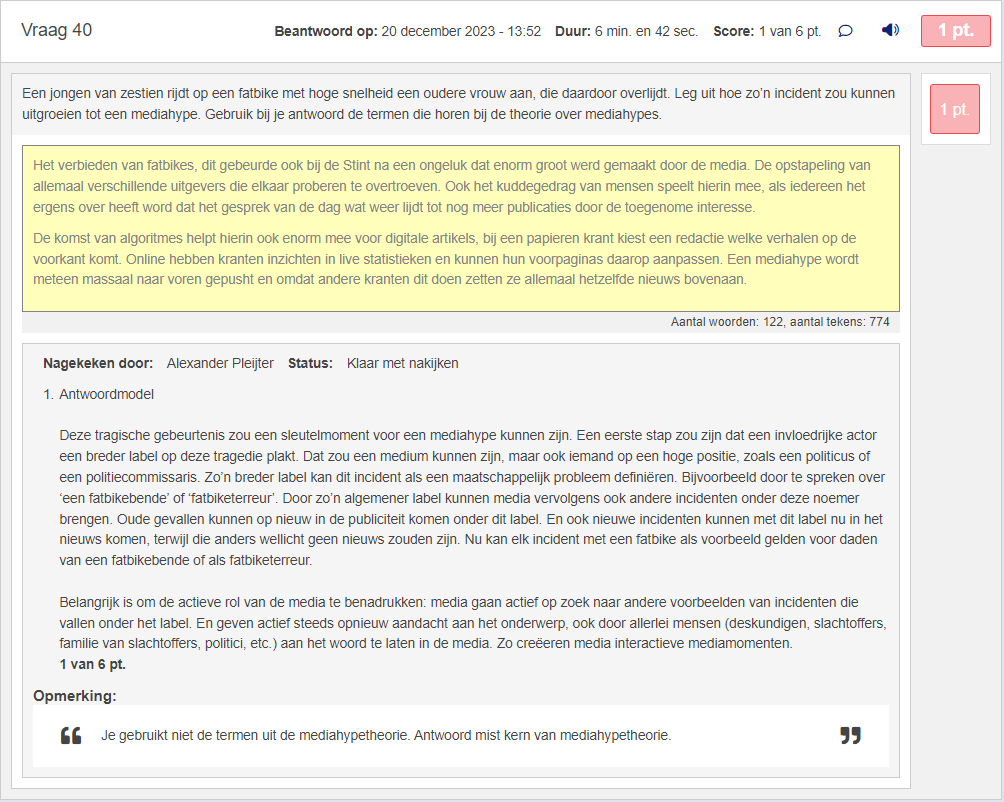 Vraag 40
Beantwoord op: 20 december 2023 - 13:52 Duur: 6 min. en 42 sec. Score: 1 van 6 pt.
1 pt.
1 pt.
Een jongen van zestien rijdt op een fatbike met hoge snelheid een oudere vrouw aan, die daardoor overlijdt. Leg uit hoe zo'n incident zou kunnen
uitgroeien tot een mediahype. Gebruik bij je antwoord de termen die horen bij de theorie over mediahypes.
Het verbieden van fatbikes, dit gebeurde ook bij de Stint na een ongeluk dat enorm groot werd gemaakt door de media. De opstapeling van
allemaal verschillende uitgevers die elkaar proberen te overtroeven. Ook het kuddegedrag van mensen speelt hierin mee, als iedereen het
ergens over heeft word dat het gesprek van de dag wat weer lijdt tot nog meer publicaties door de toegenome interesse.
De komst van algoritmes helpt hierin ook enorm mee voor digitale artikels, bij een papieren krant kiest een redactie welke verhalen op de
voorkant komt. Online hebben kranten inzichten in live statistieken en kunnen hun voorpaginas daarop aanpassen. Een mediahype wordt
meteen massaal naar voren gepusht en omdat andere kranten dit doen zetten ze allemaal hetzelfde nieuws bovenaan.
Aantal woorden: 122, aantal tekens: 774
Nagekeken door: Alexander Pleijter Status: Klaar met nakijken
1. Antwoordmodel
Deze tragische gebeurtenis zou een sleutelmoment voor een mediahype kunnen zijn. Een eerste stap zou zijn dat een invloedrijke actor
een breder label op deze tragedie plakt. Dat zou een medium kunnen zijn, maar ook iemand op een hoge positie, zoals een politicus of
een politiecommissaris. Zo'n breder label kan dit incident als een maatschappelijk probleem definiëren. Bijvoorbeeld door te spreken over
'een fatbikebende' of 'fatbiketerreur'. Door zo'n algemener label kunnen media vervolgens ook andere incidenten onder deze noemer
brengen. Oude gevallen kunnen op nieuw in de publiciteit komen onder dit label. En ook nieuwe incidenten kunnen met dit label nu in het
nieuws komen, terwijl die anders wellicht geen nieuws zouden zijn. Nu kan elk incident met een fatbike als voorbeeld gelden voor daden
van een fatbikebende of als fatbiketerreur.
Belangrijk is om de actieve rol van de media te benadrukken: media gaan actief op zoek naar andere voorbeelden van incidenten die
vallen onder het label. En geven actief steeds opnieuw aandacht aan het onderwerp, ook door allerlei mensen (deskundigen, slachtoffers,
familie van slachtoffers, politici, etc.) aan het woord te laten in de media. Zo creëeren media interactieve mediamomenten.
1 van 6 pt.
Opmerking:
“ Je gebruikt niet de termen uit de mediahypetheorie. Antwoord mist kern van mediahypetheorie. ”